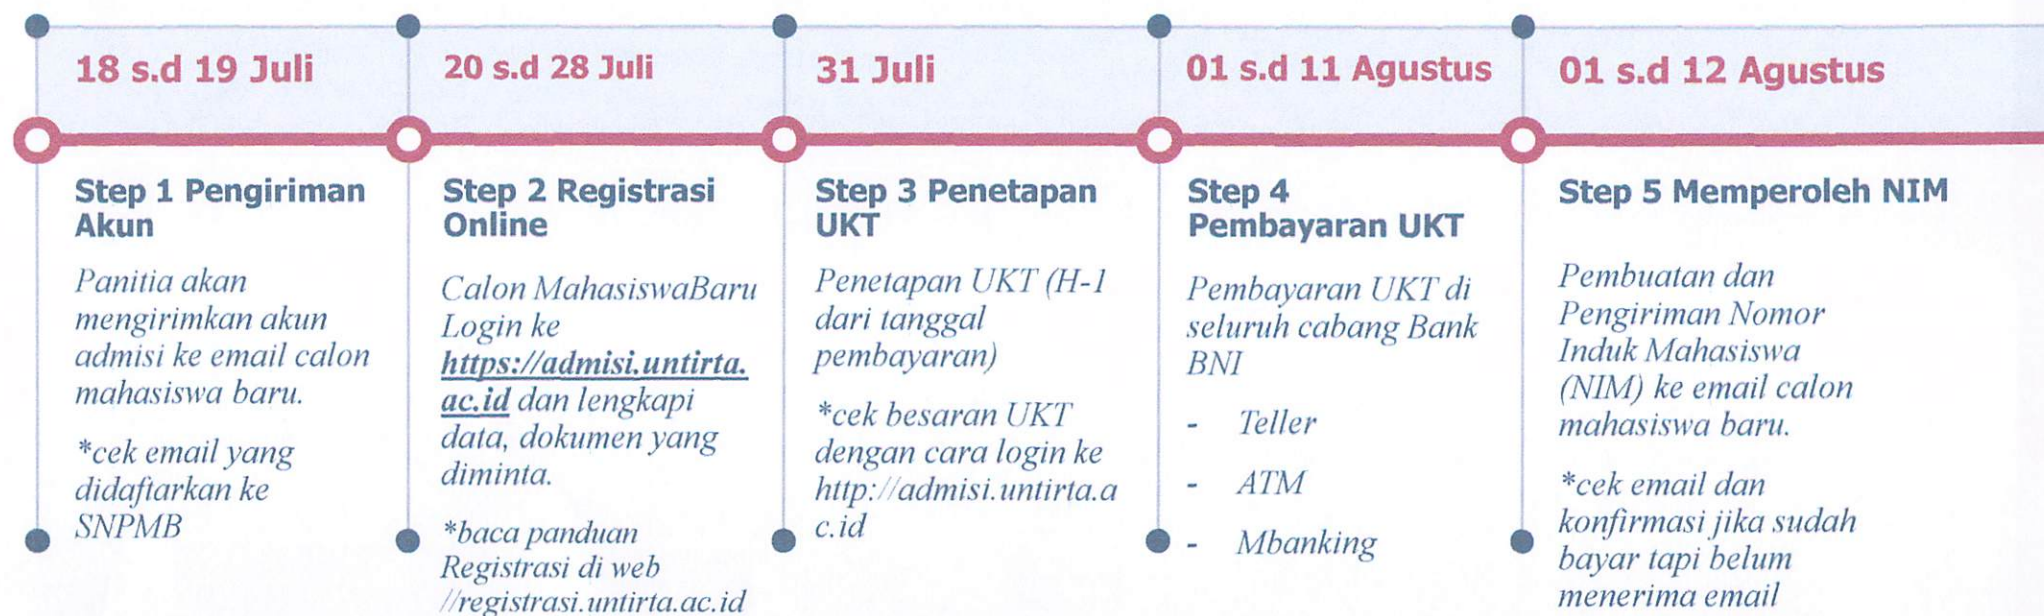 18 s.d 19 Juli
Step 1 Pengiriman
Akun
Panitia akan
mengirimkan akun
admisi ke email calon
mahasiswa baru.
*cek email yang
didaftarkan ke
SNPMB
20 s.d 28 Juli
Step 2 Registrasi
Online
Calon MahasiswaBaru
Login ke
https://admisi.untirta.
ac.id dan lengkapi
data, dokumen yang
diminta.
*baca panduan
Registrasi di web
//registrasi.untirta.ac.id
31 Juli
Step 3 Penetapan
UKT
Penetapan UKT (H-1
dari tanggal
pembayaran)
*cek besaran UKT
dengan cara login ke
http://admisi.untirta.a
c.id
01 s.d 11 Agustus
Step 4
Pembayaran UKT
Pembayaran UKT di
seluruh cabang Bank
BNI
- Teller
- ATM
- Mbanking
01 s.d 12 Agustus
Step 5 Memperoleh NIM
Pembuatan dan
Pengiriman Nomor
Induk Mahasiswa
(NIM) ke email calon
mahasiswa baru.
*cek email dan
konfirmasi jika sudah
bayar tapi belum
menerima email